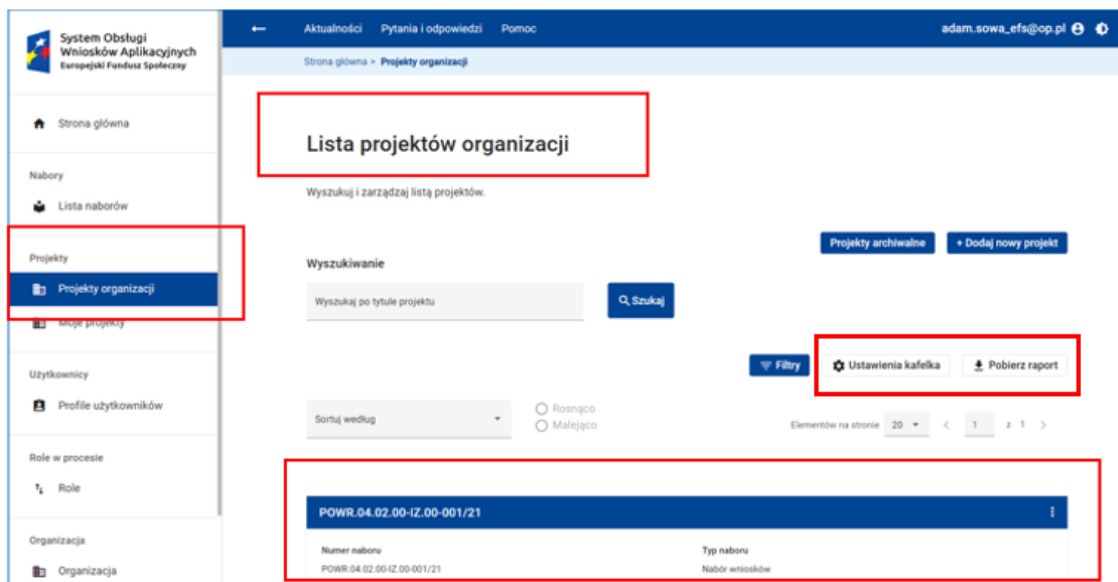 System Obsługi
Wniosków Aplikacyjnych
Europejski Fundusz Społeczny
Aktualności Pytania i odpowiedzi Pomoc
adam.sowa_efs@op.pl
Strona główna > Projekty organizacji
Strona główna
Nabory
Lista naborów
Projekty
Projekty organizacji
Moje projekty
Użytkownicy
Profile użytkowników
Role w procesie
Role
Organizacja
Organizacja
Lista projektów organizacji
Wyszukuj i zarządzaj listą projektów.
Projekty archiwalne + Dodaj nowy projekt
Wyszukiwanie
Wyszukaj po tytule projektu
Szukaj
Filtry Ustawienia kafelka Pobierz raport
Sortuj według
Rosnąco
Malejąco
Elementów na stronie 20 < 1 z 1 >
POWR.04.02.00-IZ.00-001/21
Numer naboru Typ naboru
POWR.04.02.00-IZ.00-001/21 Nabór wniosków